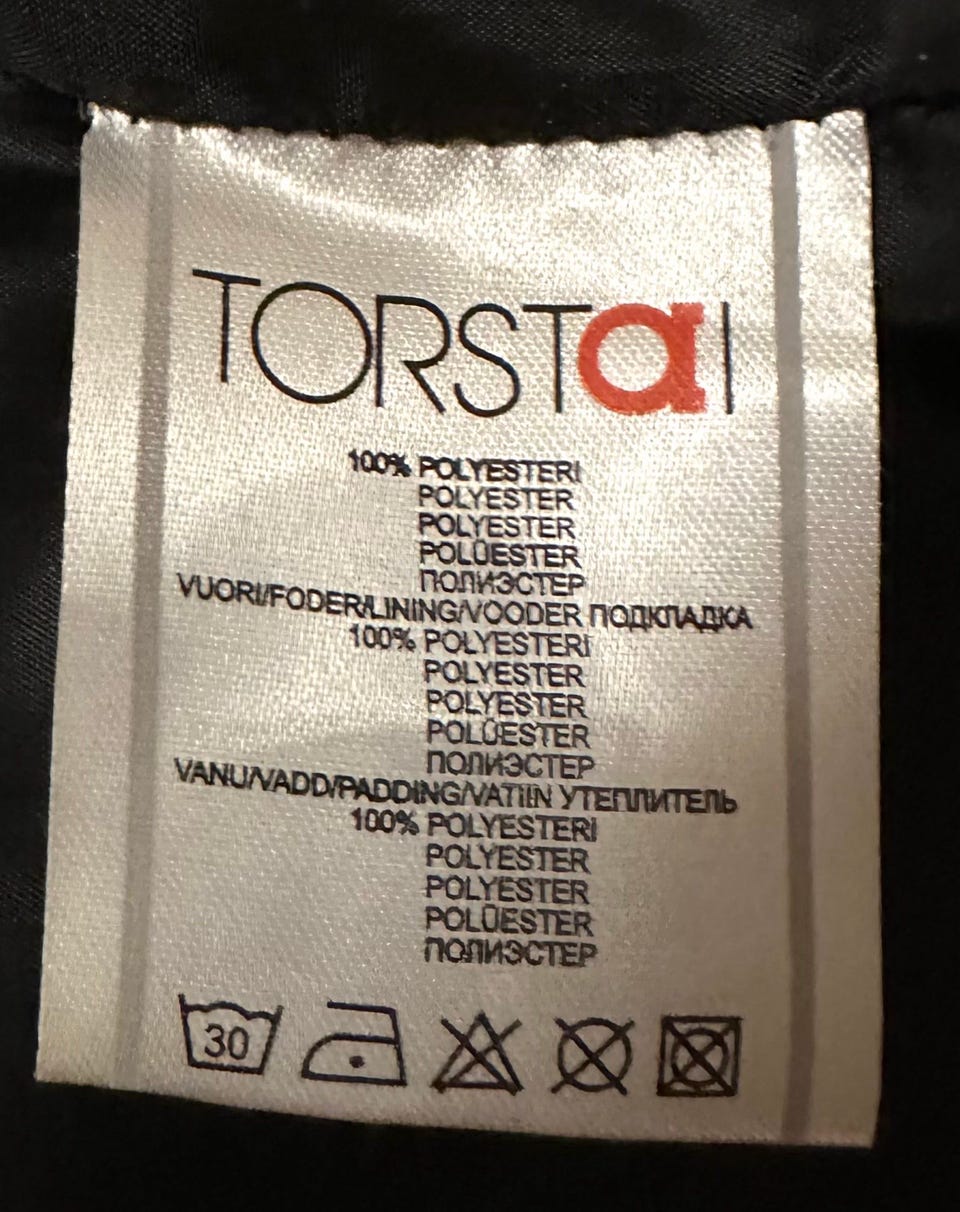 TORSTaI
100% POLYESTERI
POLYESTER
POLYESTER
POLÜESTER
ПОЛИЭСТЕР
VUORI/FODER/LINING/VOODER ПОДКЛАДКА
100% POLYESTERI
POLYESTER
POLYESTER
POLÜESTER
ПОЛИЭСТЕР
VANU/VADD/PADDING/VATIIN УТЕПЛИТЕЛЬ
100% POLYESTERI
POLYESTER
POLYESTER
POLÜESTER
ПОЛИЭСТЕР
30